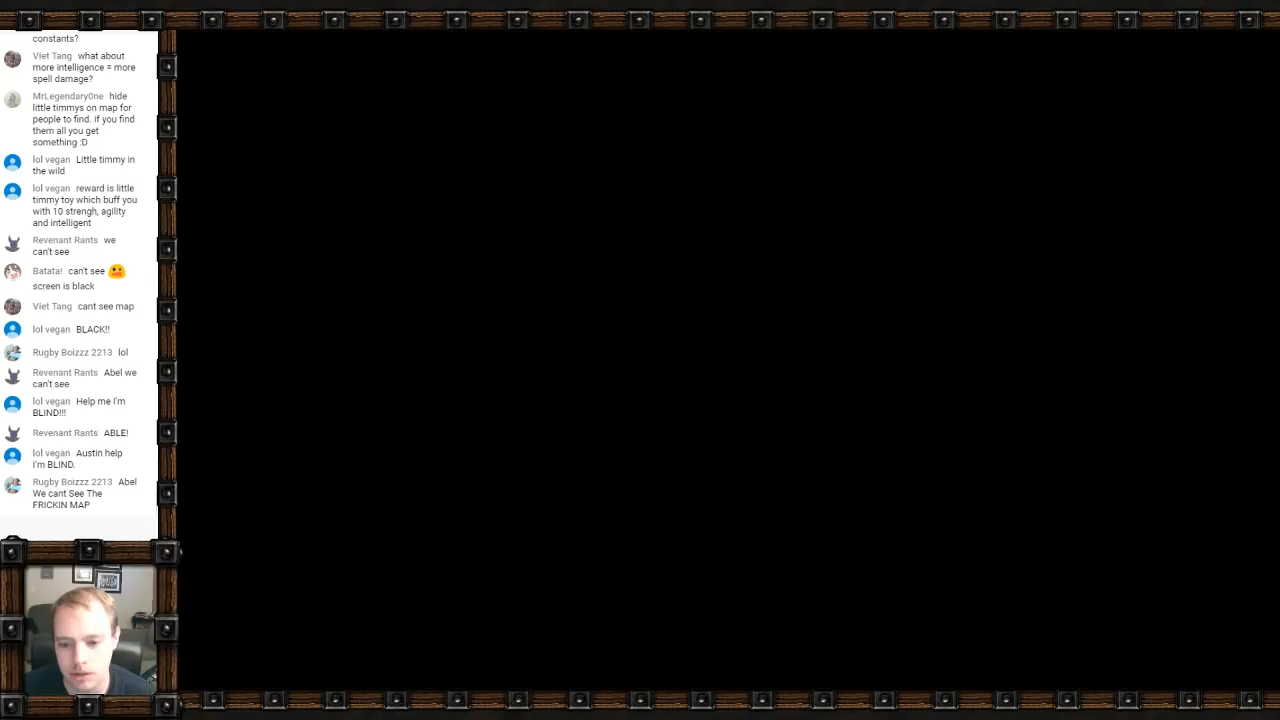 constants?
Viet Tang what about
more intelligence = more
spell damage?
MrLegendary0ne hide
little timmys on map for
people to find. if you find
them all you get
something :D
lol vegan Little timmy in
the wild
lol vegan reward is little
timmy toy which buff you
with 10 strengh, agility
and intelligent
Revenant Rants we
can't see
Batata! can't see
screen is black
Viet Tang cant see map
lol vegan BLACK!!
Rugby Boizzz 2213 lol
Revenant Rants Abel we
can't see
lol vegan Help me I'm
BLIND!!!
Revenant Rants ABLE!
lol vegan Austin help
I'm BLIND.
Rugby Boizzz 2213 Abel
We cant See The
FRICKIN MAP